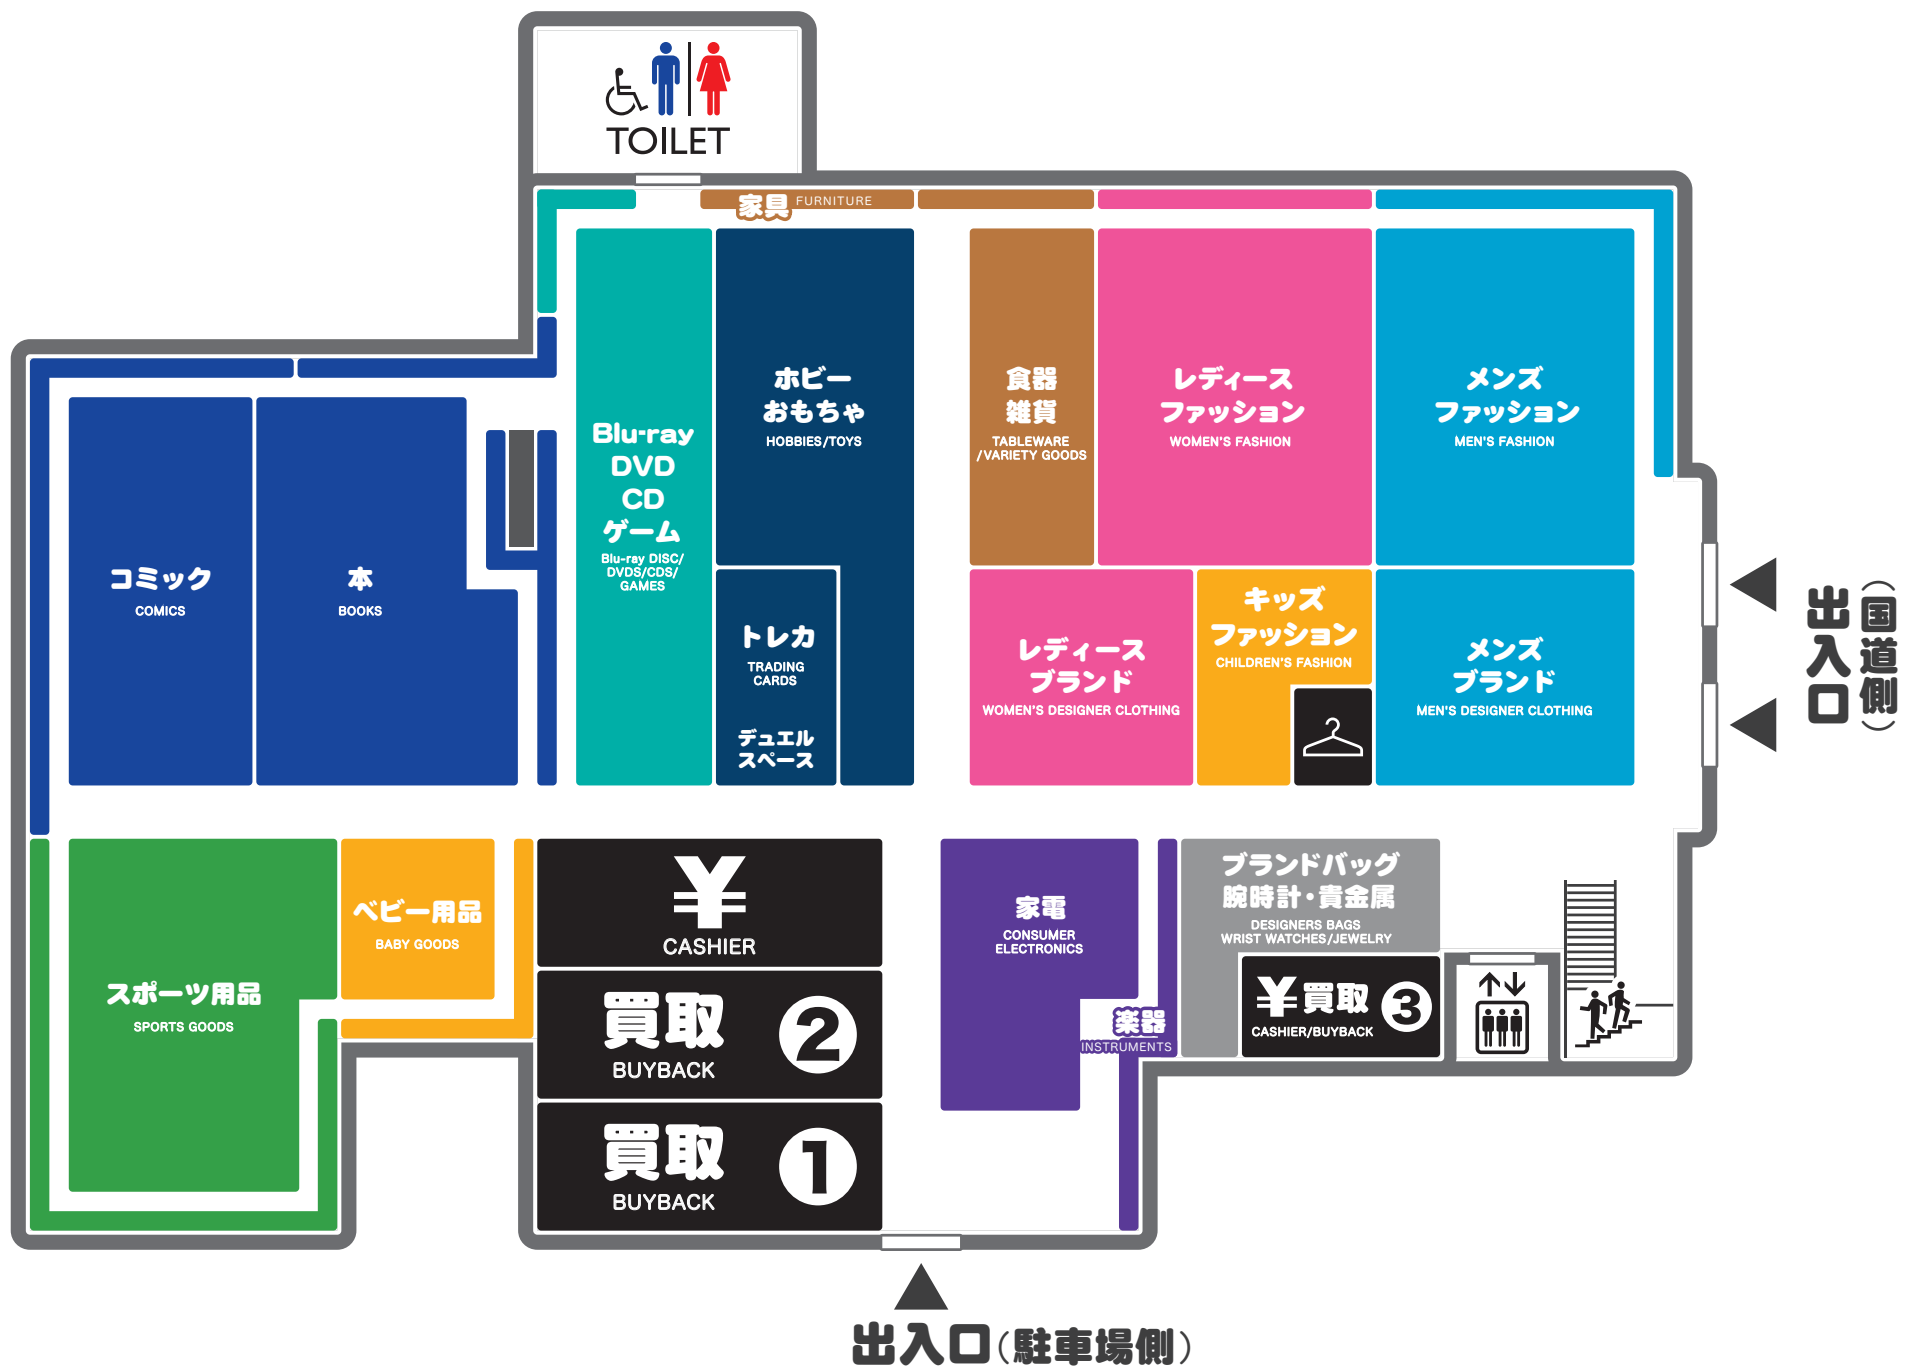 TOILET
家具 FURNITURE
ホビー
おもちゃ
HOBBIES/TOYS
食器
雑貨
TABLEWARE
/VARIETY GOODS
レディース
ファッション
WOMEN'S FASHION
メンズ
ファッション
MEN'S FASHION
Blu-ray
DVD
CD
ゲーム
Blu-ray DISC/
DVDS/CDS/
GAMES
コミック
COMICS
本
BOOKS
トレカ
TRADING
CARDS
デュエル
スペース
レディース
ブランド
WOMEN'S DESIGNER CLOTHING
キッズ
ファッション
CHILDREN'S FASHION
メンズ
ブランド
MEN'S DESIGNER CLOTHING
出入口
(国道側)
スポーツ用品
SPORTS GOODS
ベビー用品
BABY GOODS
¥
CASHIER
買取 2
BUYBACK
買取 1
BUYBACK
家電
CONSUMER
ELECTRONICS
楽器
INSTRUMENTS
ブランドバッグ
腕時計・貴金属
DESIGNERS BAGS
WRIST WATCHES/JEWELRY
¥買取 3
CASHIER/BUYBACK
出入口(駐車場側)